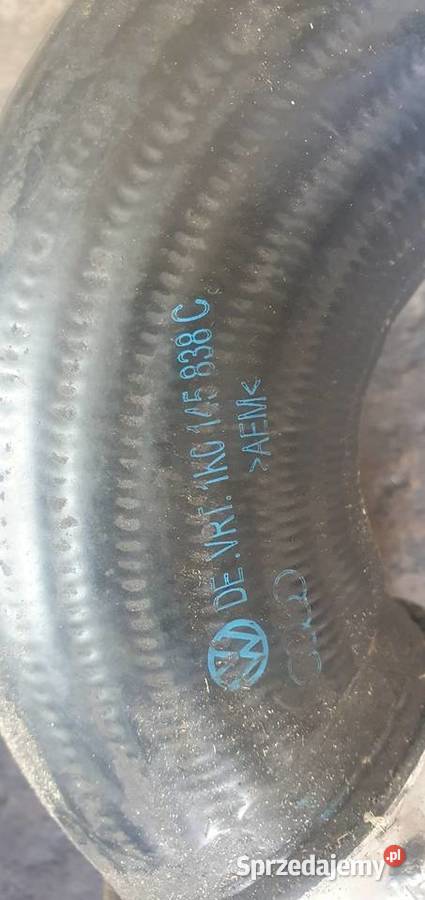 DE.VRT. 1K0 145 838 C
>AEM<
Sprzedajemy.pl